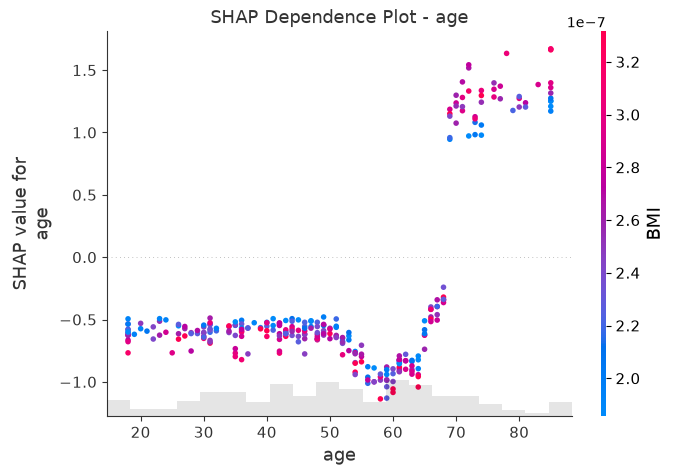 SHAP Dependence Plot - age
1e−7
1.5
1.0
0.5
0.0
−0.5
−1.0
SHAP value for
age
20 30 40 50 60 70 80
age
3.2
3.0
2.8
2.6
2.4
2.2
2.0
BMI